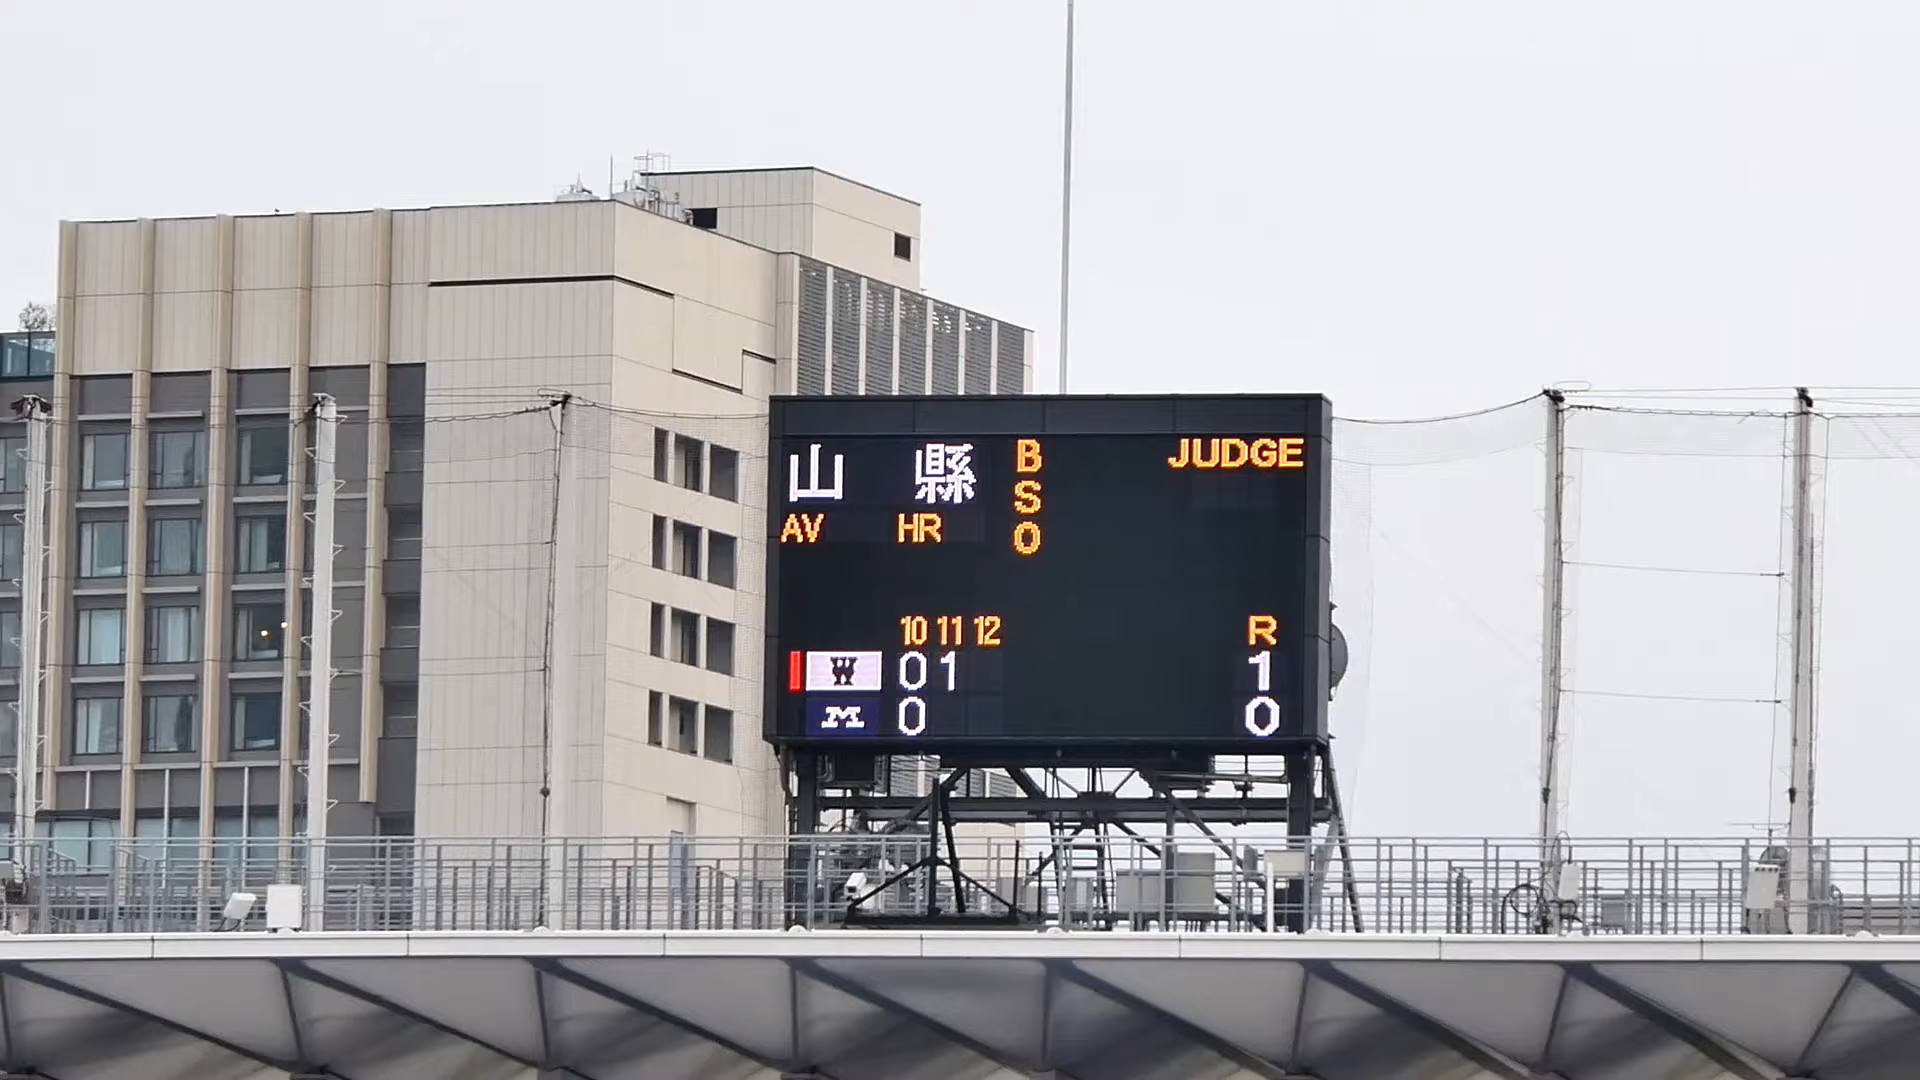 山 縣 B JUDGE
S
AV HR O
10 11 12 R
W 0 1 1
M 0 0